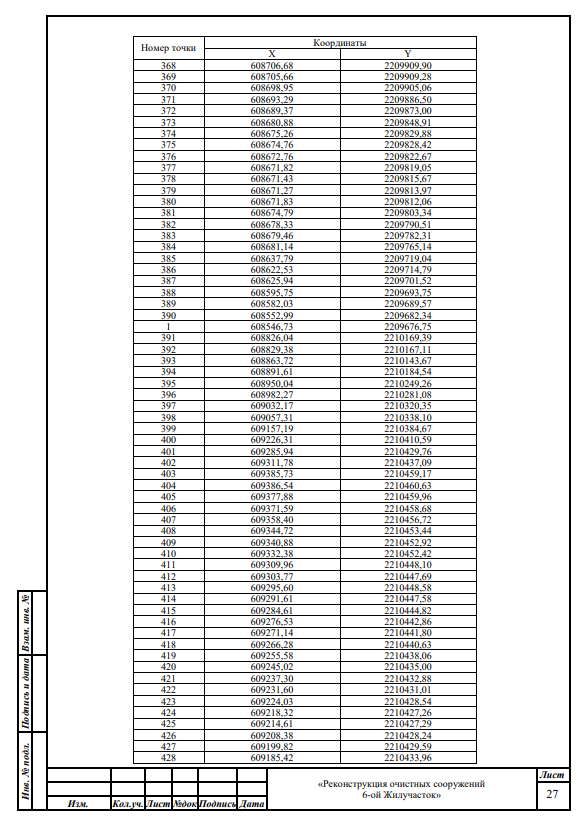 Номер точки Координаты
X Y
368 608706,68 2209909,90
369 608705,66 2209909,28
370 608698,95 2209905,06
371 608693,29 2209886,50
372 608689,37 2209873,00
373 608680,88 2209848,91
374 608675,26 2209829,88
375 608674,76 2209828,42
376 608672,76 2209822,67
377 608671,82 2209819,05
378 608671,43 2209815,67
379 608671,27 2209813,97
380 608671,83 2209812,06
381 608674,79 2209803,34
382 608678,33 2209790,51
383 608679,46 2209782,31
384 608681,14 2209765,14
385 608637,79 2209719,04
386 608622,53 2209714,79
387 608625,94 2209701,52
388 608595,75 2209693,75
389 608582,03 2209689,57
390 608552,99 2209682,34
1 608546,73 2209676,75
391 608826,04 2210169,39
392 608829,38 2210167,11
393 608863,72 2210143,67
394 608891,61 2210184,54
395 608950,04 2210249,26
396 608982,27 2210281,08
397 609032,17 2210320,35
398 609057,31 2210338,10
399 609157,19 2210384,67
400 609226,31 2210410,59
401 609285,94 2210429,76
402 609311,78 2210437,09
403 609385,73 2210459,17
404 609386,54 2210460,63
405 609377,88 2210459,96
406 609371,59 2210458,68
407 609358,40 2210456,72
408 609344,72 2210453,44
409 609340,88 2210452,92
410 609332,38 2210452,42
411 609309,96 2210448,10
412 609303,77 2210447,69
413 609295,60 2210448,58
414 609291,61 2210447,58
415 609284,61 2210444,82
416 609276,53 2210442,86
417 609271,14 2210441,80
418 609266,28 2210440,63
419 609255,58 2210438,06
420 609245,02 2210435,00
421 609237,30 2210432,88
422 609231,60 2210431,01
423 609224,03 2210428,54
424 609218,32 2210427,26
425 609214,61 2210427,29
426 609208,38 2210428,24
427 609199,82 2210429,59
428 609185,42 2210433,96
Взам. инв. №
Подпись и дата
Инв. № подл.
Изм. Кол.уч. Лист №док Подпись Дата
«Реконструкция очистных сооружений
6-ой Жилучасток»
Лист
27